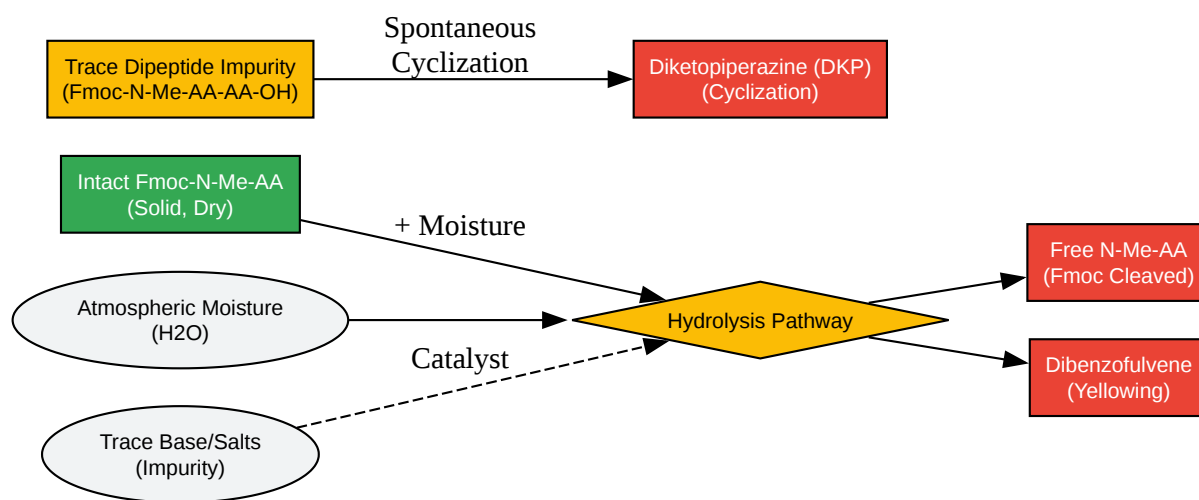 Trace Dipeptide Impurity
(Fmoc-N-Me-AA-AA-OH)
Spontaneous
Cyclization
Diketopiperazine (DKP)
(Cyclization)
Intact Fmoc-N-Me-AA
(Solid, Dry)
+ Moisture
Atmospheric Moisture
(H2O)
Catalyst
Trace Base/Salts
(Impurity)
Hydrolysis Pathway
Free N-Me-AA
(Fmoc Cleaved)
Dibenzofulvene
(Yellowing)